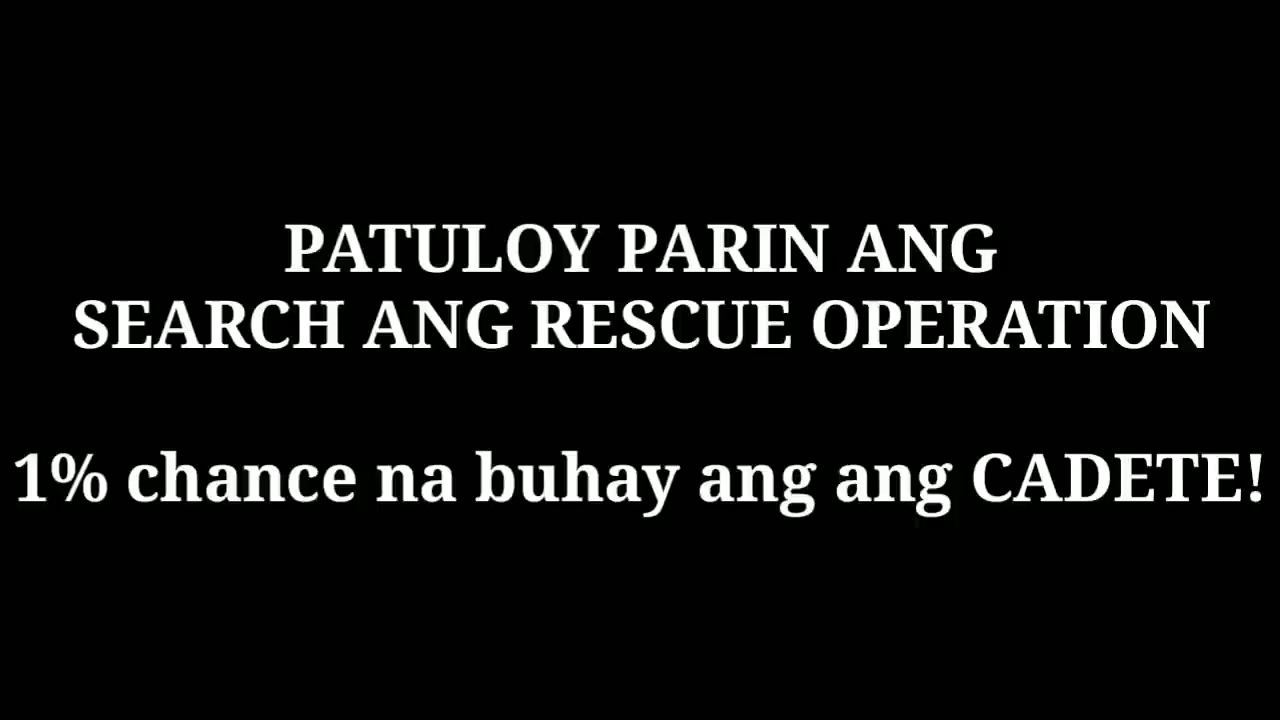 PATULOY PARIN ANG
SEARCH ANG RESCUE OPERATION
1% chance na buhay ang ang CADETE!